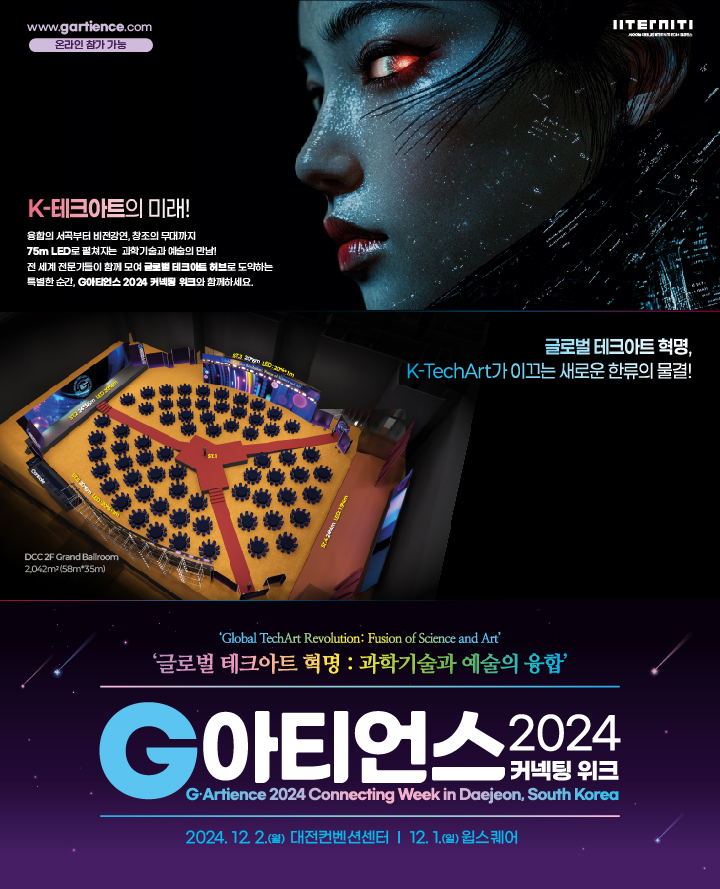 www.gartience.com
온라인 참가 가능
IITERNITI
K-테크아트의 미래!
융합의 서곡부터 비전강연, 창조의 무대까지
75m LED로 펼쳐지는 과학기술과 예술의 만남!
전 세계 전문가들이 함께 모여 글로벌 테크아트 허브로 도약하는
특별한 순간, G아티언스 2024 커넥팅 위크와 함께하세요.
글로벌 테크아트 혁명,
K-TechArt가 이끄는 새로운 한류의 물결!
ST.1
Console
DCC 2F Grand Ballroom
2,042m² (58m*35m)
'Global TechArt Revolution: Fusion of Science and Art'
'글로벌 테크아트 혁명 : 과학기술과 예술의 융합'
G아티언스 2024
커넥팅 위크
G·Artience 2024 Connecting Week in Daejeon, South Korea
2024. 12. 2.(월) 대전컨벤션센터 I 12. 1.(일) 윕스퀘어